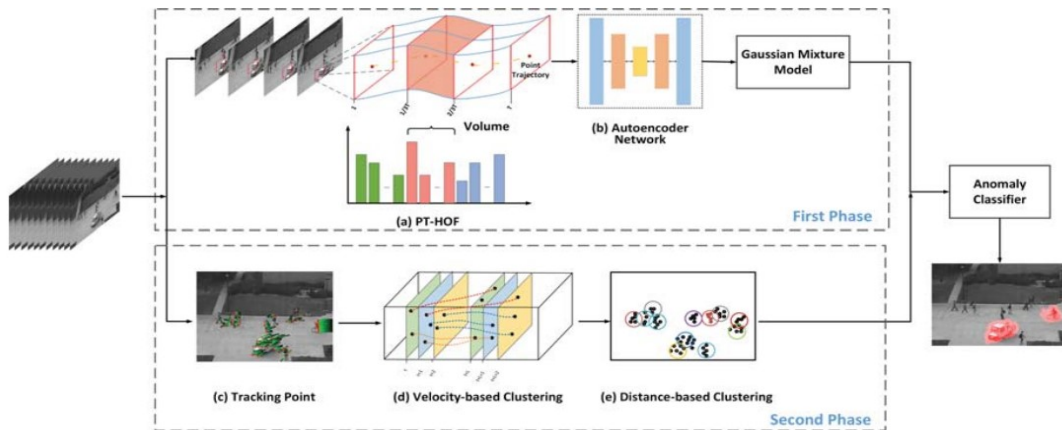 Point
Trajectory
Gaussian Mixture
Model
Volume
(b) Autoencoder
Network
Anomaly
Classifier
(a) PT-HOF
First Phase
(c) Tracking Point
(d) Velocity-based Clustering
(e) Distance-based Clustering
Second Phase